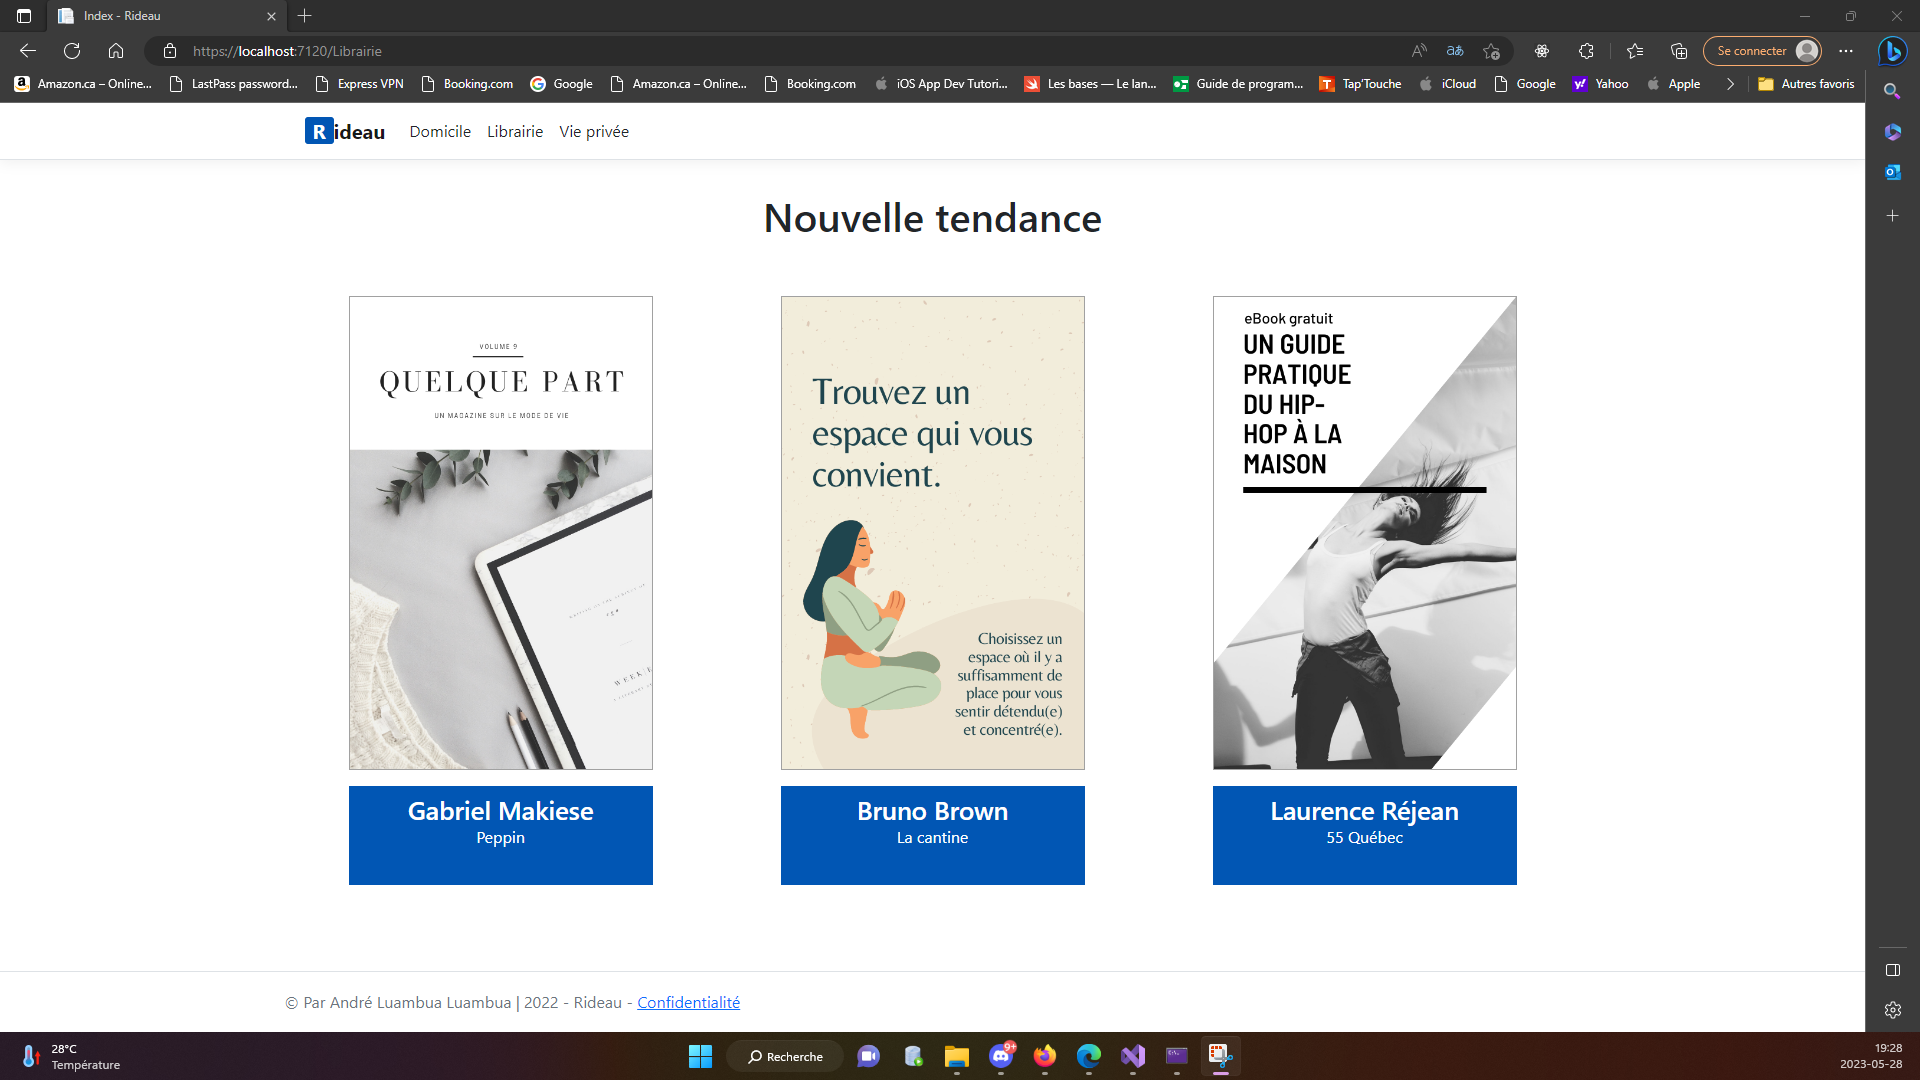 Index - Rideau
https://localhost:7120/Librairie
Se connecter
Amazon.ca – Online...
LastPass password...
Express VPN
Booking.com
Google
Amazon.ca – Online...
Booking.com
iOS App Dev Tutori...
Les bases — Le lan...
Guide de program...
Tap'Touche
iCloud
Google
Yahoo
Apple
Autres favoris
Rideau
Domicile
Librairie
Vie privée
Nouvelle tendance
VOLUME 9
QUELQUE PART
UN MAGAZINE SUR LE MODE DE VIE
Gabriel Makiese
Peppin
Trouvez un
espace qui vous
convient.
Choisissez un
espace où il y a
suffisamment de
place pour vous
sentir détendu(e)
et concentré(e).
Bruno Brown
La cantine
eBook gratuit
UN GUIDE
PRATIQUE
DU HIP-
HOP À LA
MAISON
Laurence Réjean
55 Québec
© Par André Luambua Luambua | 2022 - Rideau - Confidentialité
28°C
Température
Recherche
9+
19:28
2023-05-28